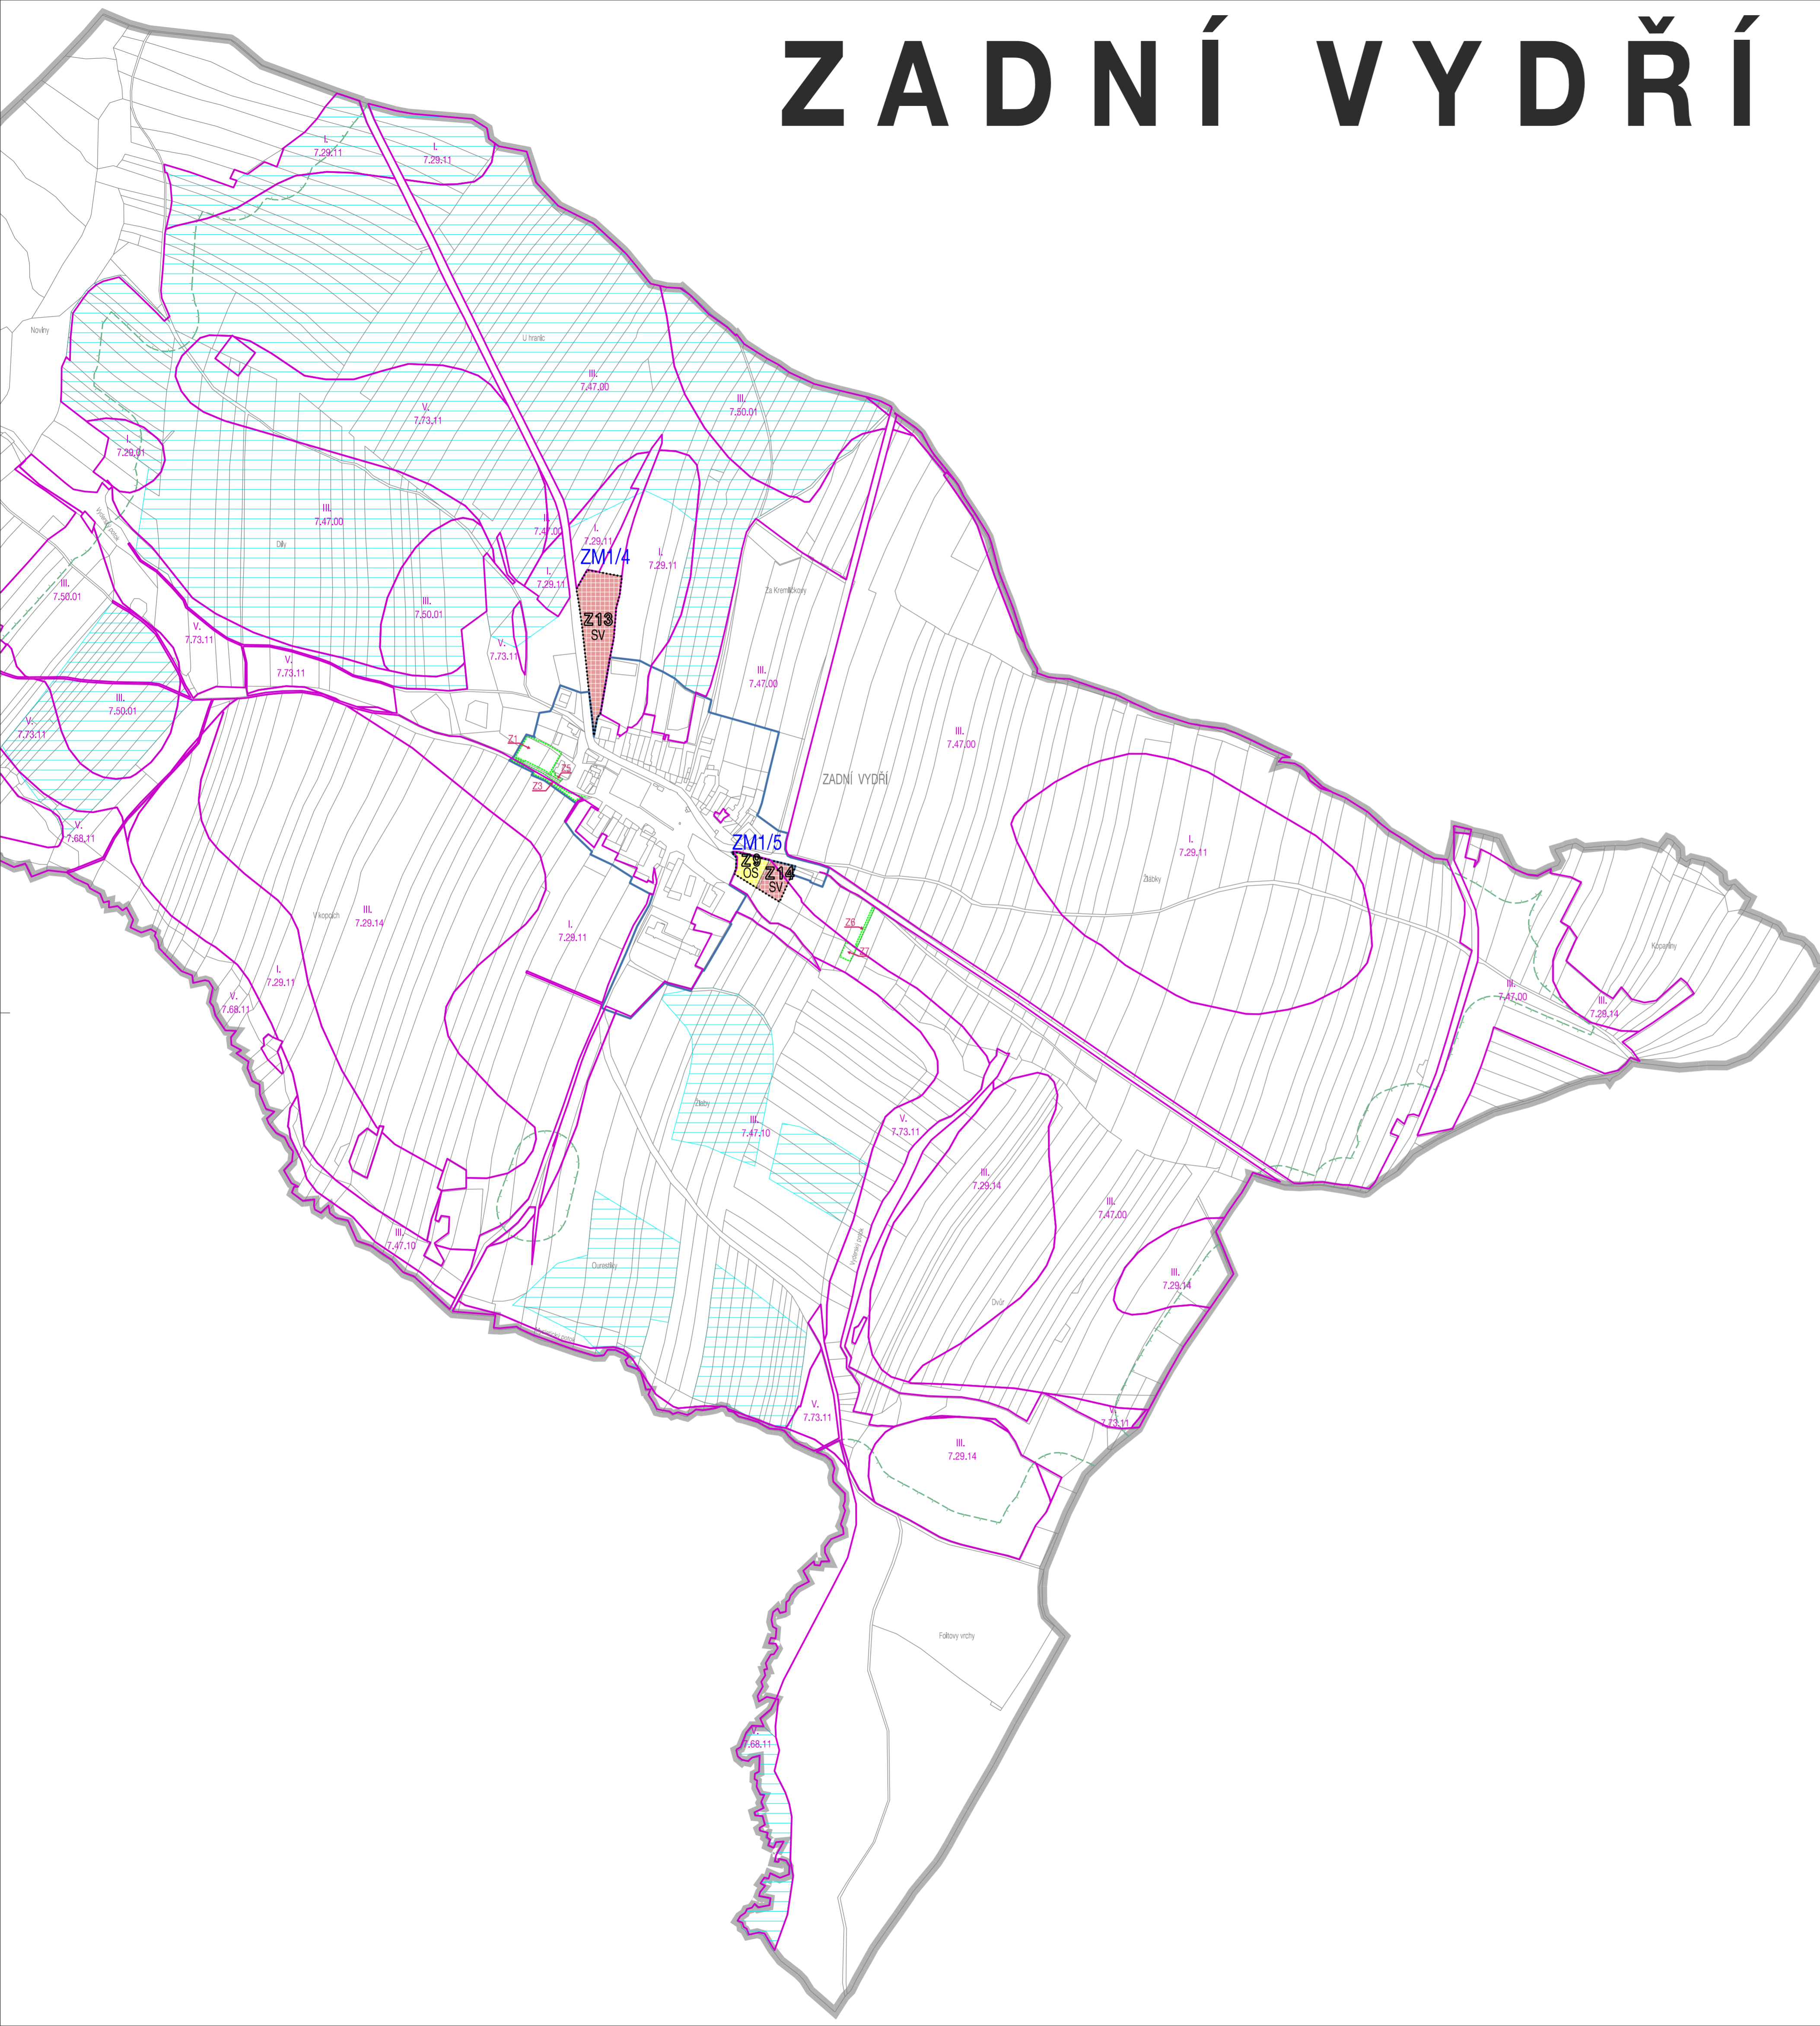 ZADNÍ VYDŘÍ
I.
7.29.11
I.
7.29.11
Noviny
U hranic
III.
7.47.00
III.
7.50.01
V.
7.73.11
I.
7.29.01
III.
7.47.00
Díly
7.47.00
I.
7.29.11
I.
7.29.11
I.
7.29.11
ZM1/4
III.
7.50.01
III.
7.50.01
Za Kremlíčkovy
Z13
SV
V.
7.73.11
V.
7.73.11
V.
7.73.11
III.
7.47.00
III.
7.50.01
V.
7.73.11
III.
7.47.00
Z1
Z5
Z3
ZADNÍ VYDŘÍ
V.
7.68.11
ZM1/5
Z9
OS
Z14
SV
I.
7.29.11
Žlábky
III.
7.29.14
V kopcích
I.
7.29.11
Z6
Z7
Kopaniny
I.
7.29.11
V.
7.68.11
III.
7.47.00
III.
7.29.14
Žlaby
III.
7.47.10
V.
7.73.11
III.
7.29.14
III.
7.47.00
III.
7.47.10
Vyderský potok
Ourestky
III.
7.29.14
Dvůr
V.
7.73.11
V.
7.73.11
III.
7.29.14
Foltovy vrchy
V.
7.68.11